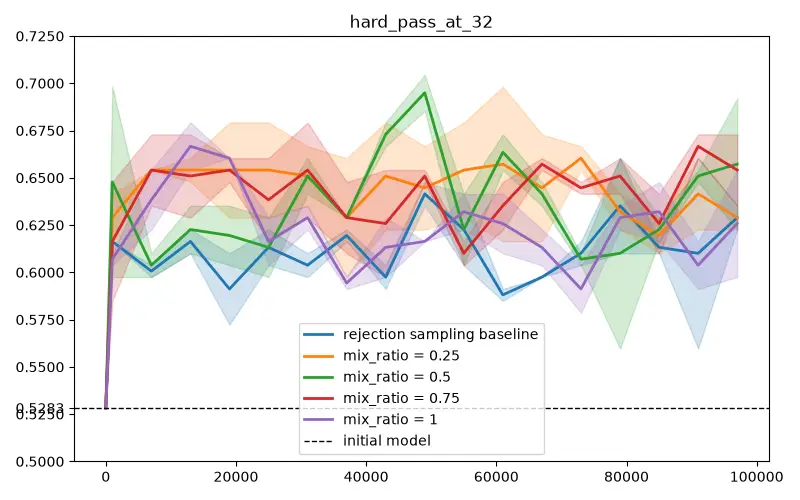 hard_pass_at_32
0.7250
0.7000
0.6750
0.6500
0.6250
0.6000
0.5750
0.5500
0.5283
0.5250
0.5000
rejection sampling baseline
mix_ratio = 0.25
mix_ratio = 0.5
mix_ratio = 0.75
mix_ratio = 1
initial model
0 20000 40000 60000 80000 100000